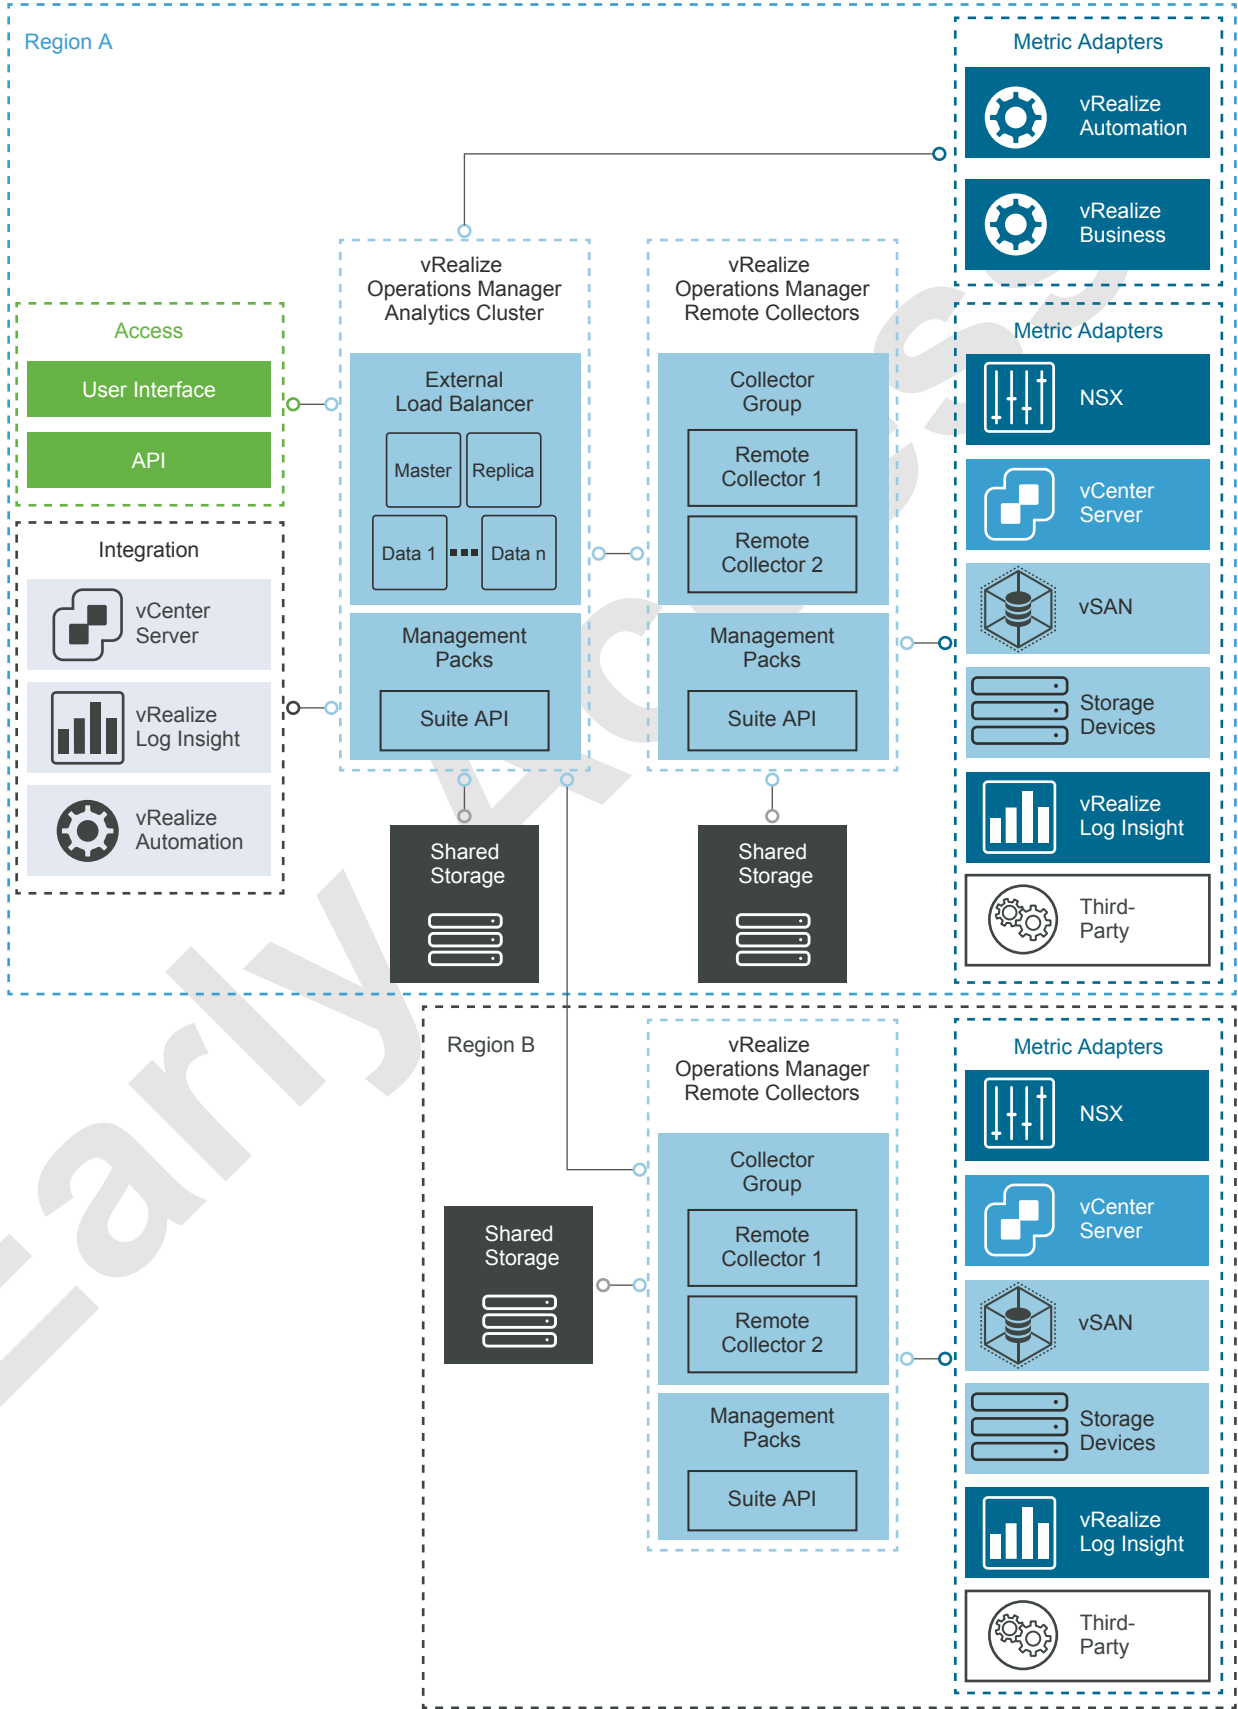 Region A
Metric Adapters
vRealize
Automation
vRealize
Business
vRealize
Operations Manager
Analytics Cluster
vRealize
Operations Manager
Remote Collectors
Access
User Interface
API
External
Load Balancer
Master
Replica
Data 1
Data n
Collector
Group
Remote
Collector 1
Remote
Collector 2
Metric Adapters
NSX
vCenter
Server
vSAN
Storage
Devices
vRealize
Log Insight
Third-
Party
Integration
vCenter
Server
vRealize
Log Insight
vRealize
Automation
Management
Packs
Suite API
Management
Packs
Suite API
Shared
Storage
Shared
Storage
Region B
vRealize
Operations Manager
Remote Collectors
Collector
Group
Remote
Collector 1
Remote
Collector 2
Management
Packs
Suite API
Shared
Storage
Metric Adapters
NSX
vCenter
Server
vSAN
Storage
Devices
vRealize
Log Insight
Third-
Party
Early Access